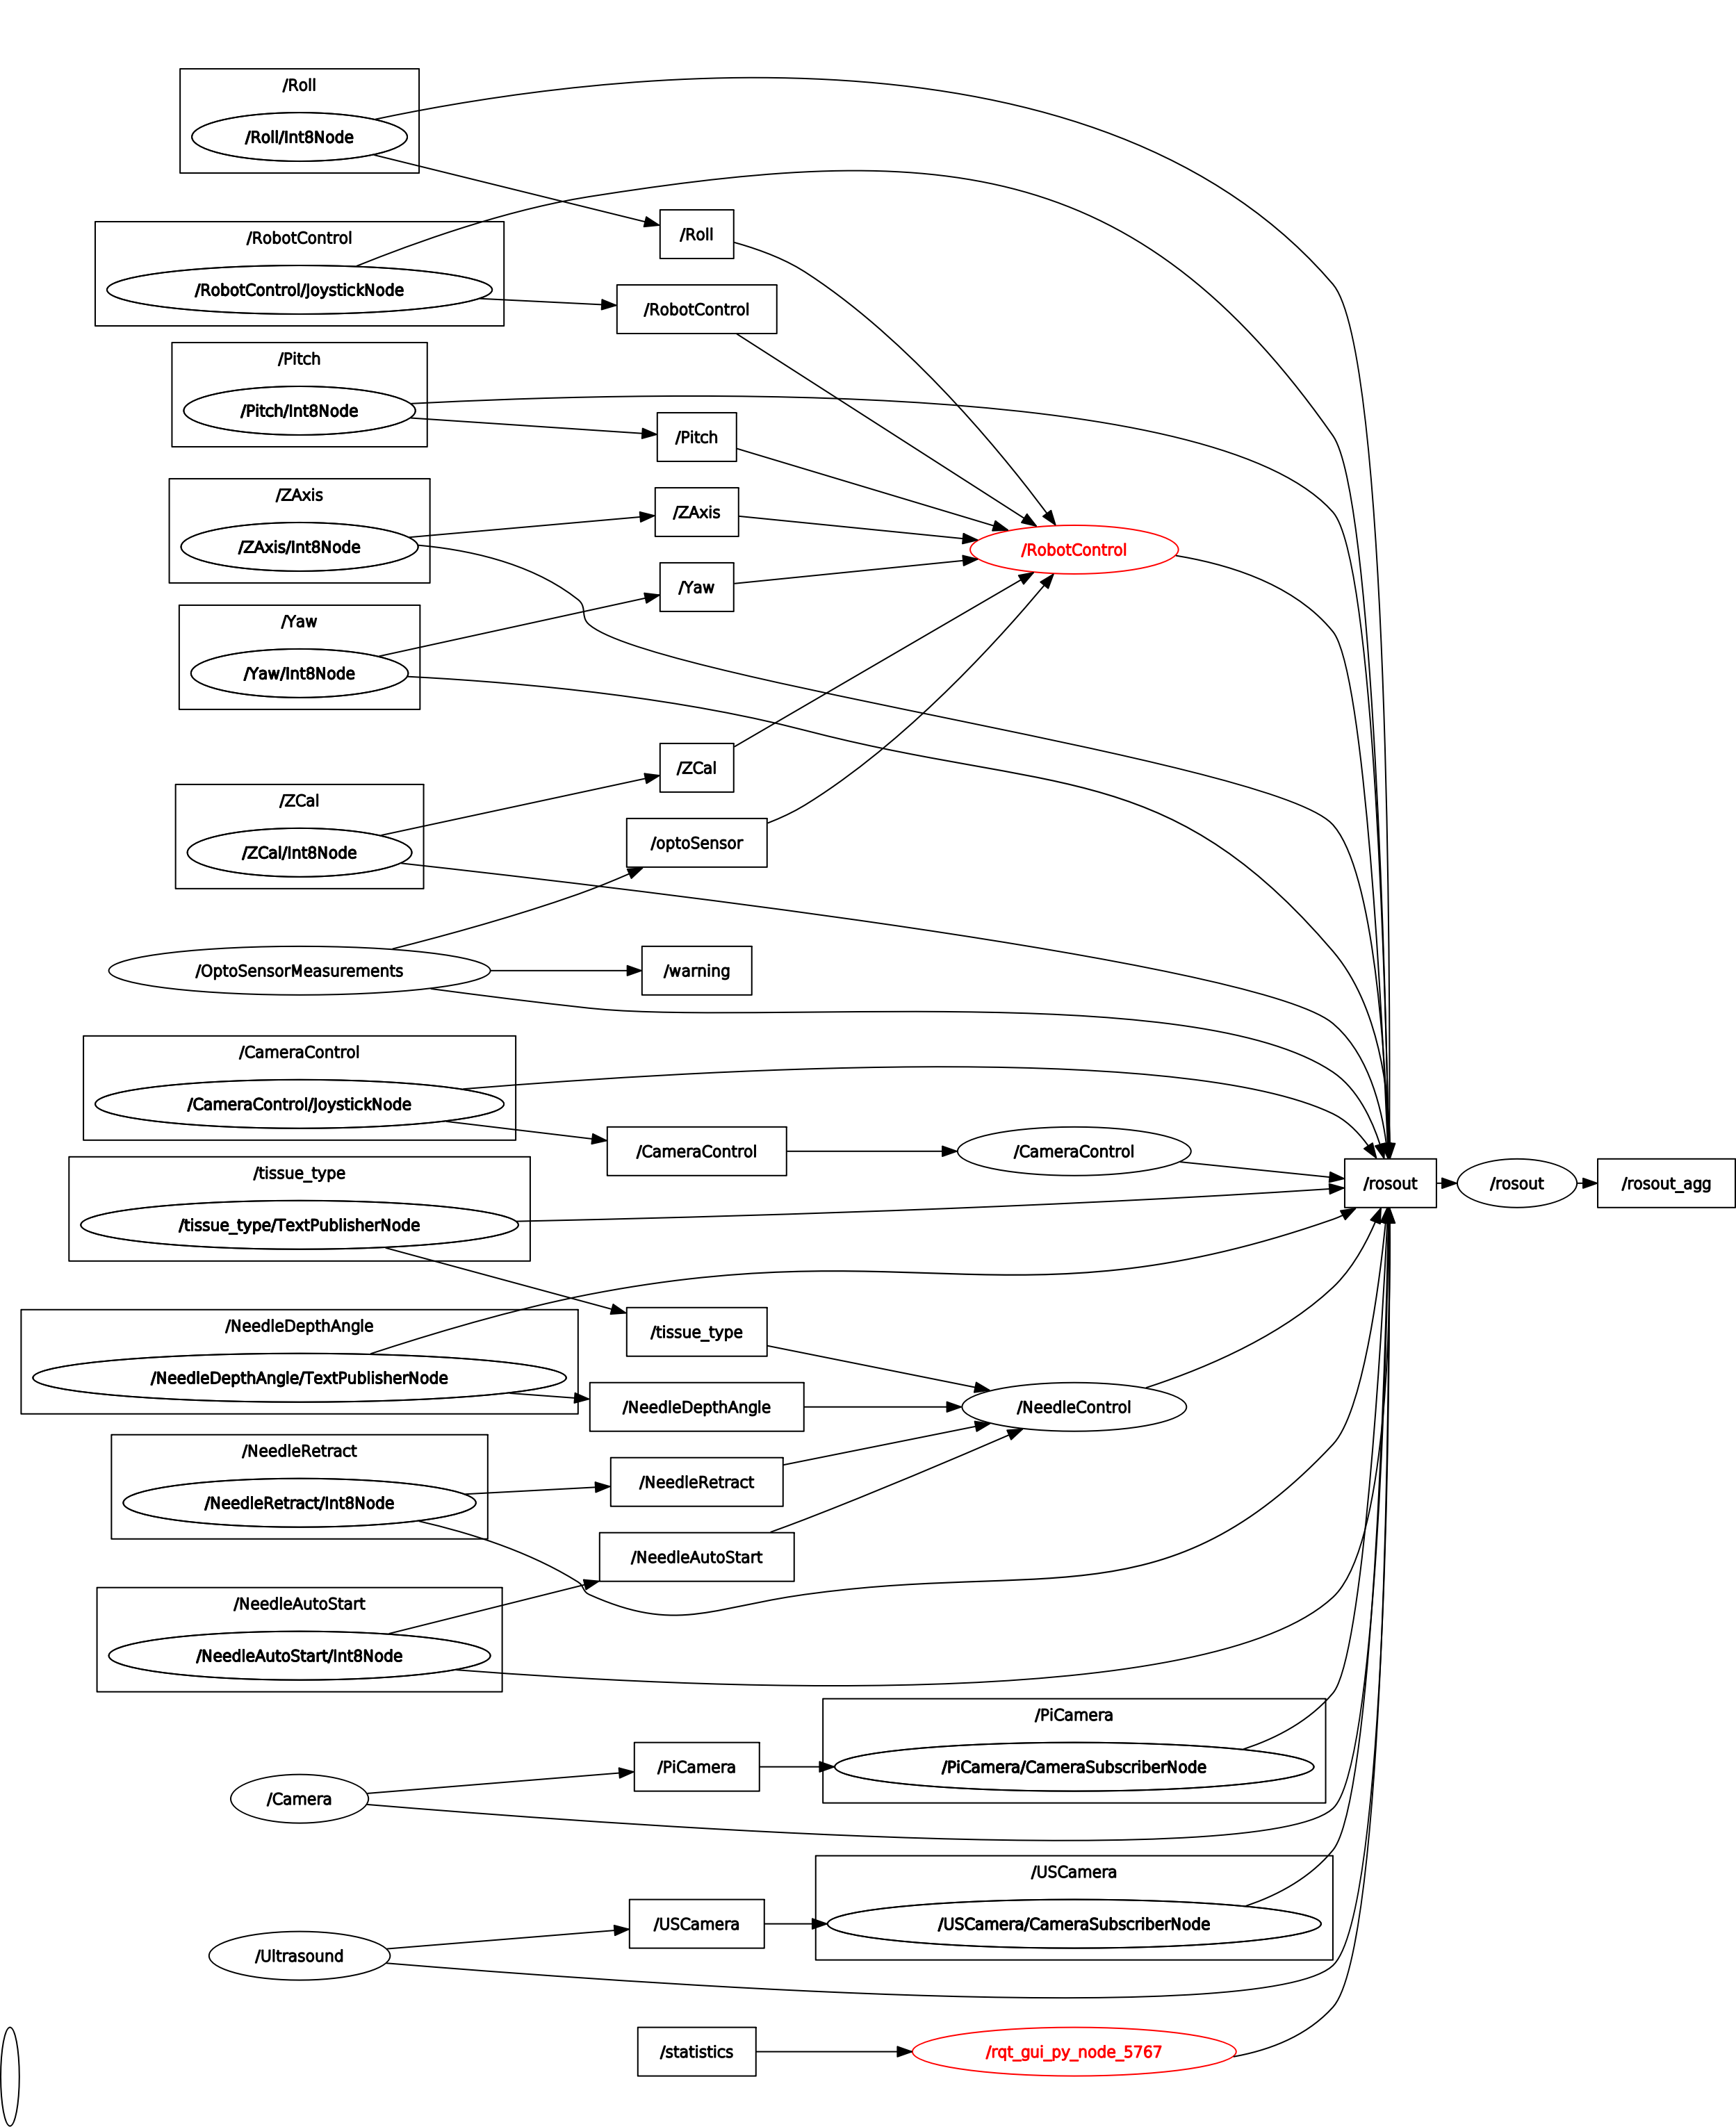 /Roll
/Roll/Int8Node
/Roll
/RobotControl
/RobotControl/JoystickNode
/RobotControl
/Pitch
/Pitch/Int8Node
/Pitch
/ZAxis
/ZAxis/Int8Node
/ZAxis
/RobotControl
/Yaw
/Yaw/Int8Node
/Yaw
/ZCal
/ZCal/Int8Node
/ZCal
/optoSensor
/OptoSensorMeasurements
/warning
/CameraControl
/CameraControl/JoystickNode
/CameraControl
/CameraControl
/rosout
/rosout
/rosout_agg
/tissue_type
/tissue_type/TextPublisherNode
/tissue_type
/NeedleDepthAngle
/NeedleDepthAngle/TextPublisherNode
/NeedleDepthAngle
/NeedleControl
/NeedleRetract
/NeedleRetract/Int8Node
/NeedleRetract
/NeedleAutoStart
/NeedleAutoStart
/NeedleAutoStart/Int8Node
/PiCamera
/PiCamera/CameraSubscriberNode
/PiCamera
/Camera
/USCamera
/USCamera/CameraSubscriberNode
/USCamera
/Ultrasound
/statistics
/rqt_gui_py_node_5767